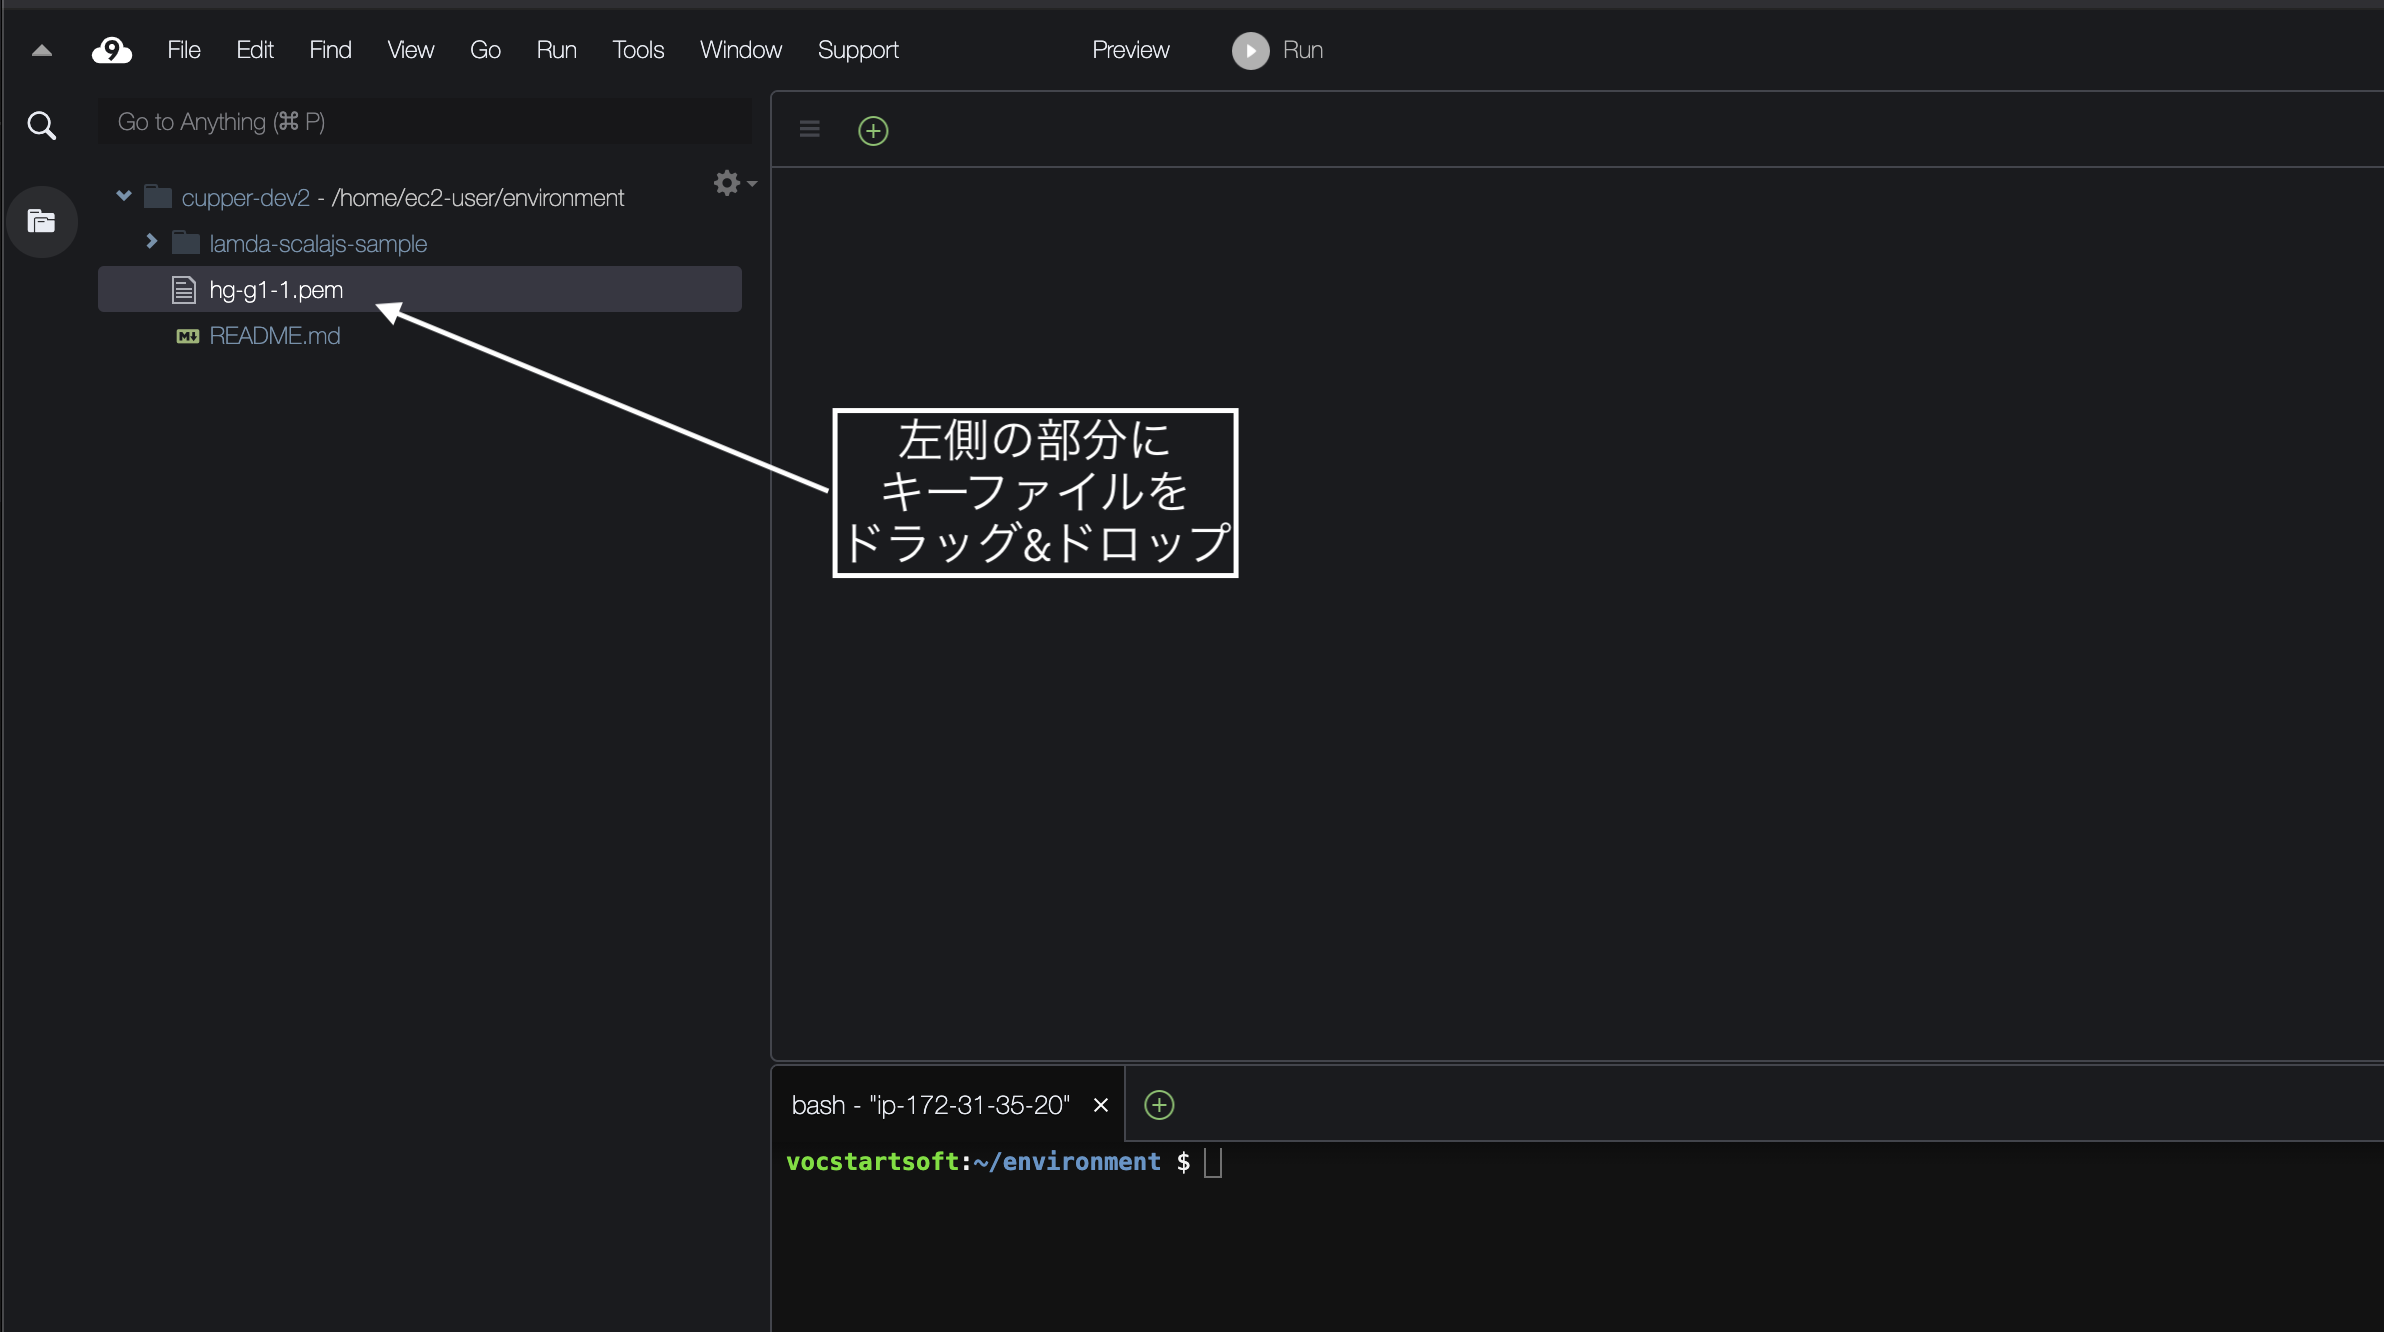 File Edit Find View Go Run Tools Window Support Preview Run
Go to Anything (⌘ P)
cupper-dev2 - /home/ec2-user/environment
lamda-scalajs-sample
hg-g1-1.pem
README.md
左側の部分に
キーファイルを
ドラッグ&ドロップ
bash - "ip-172-31-35-20"
vocstartsoft:~/environment $